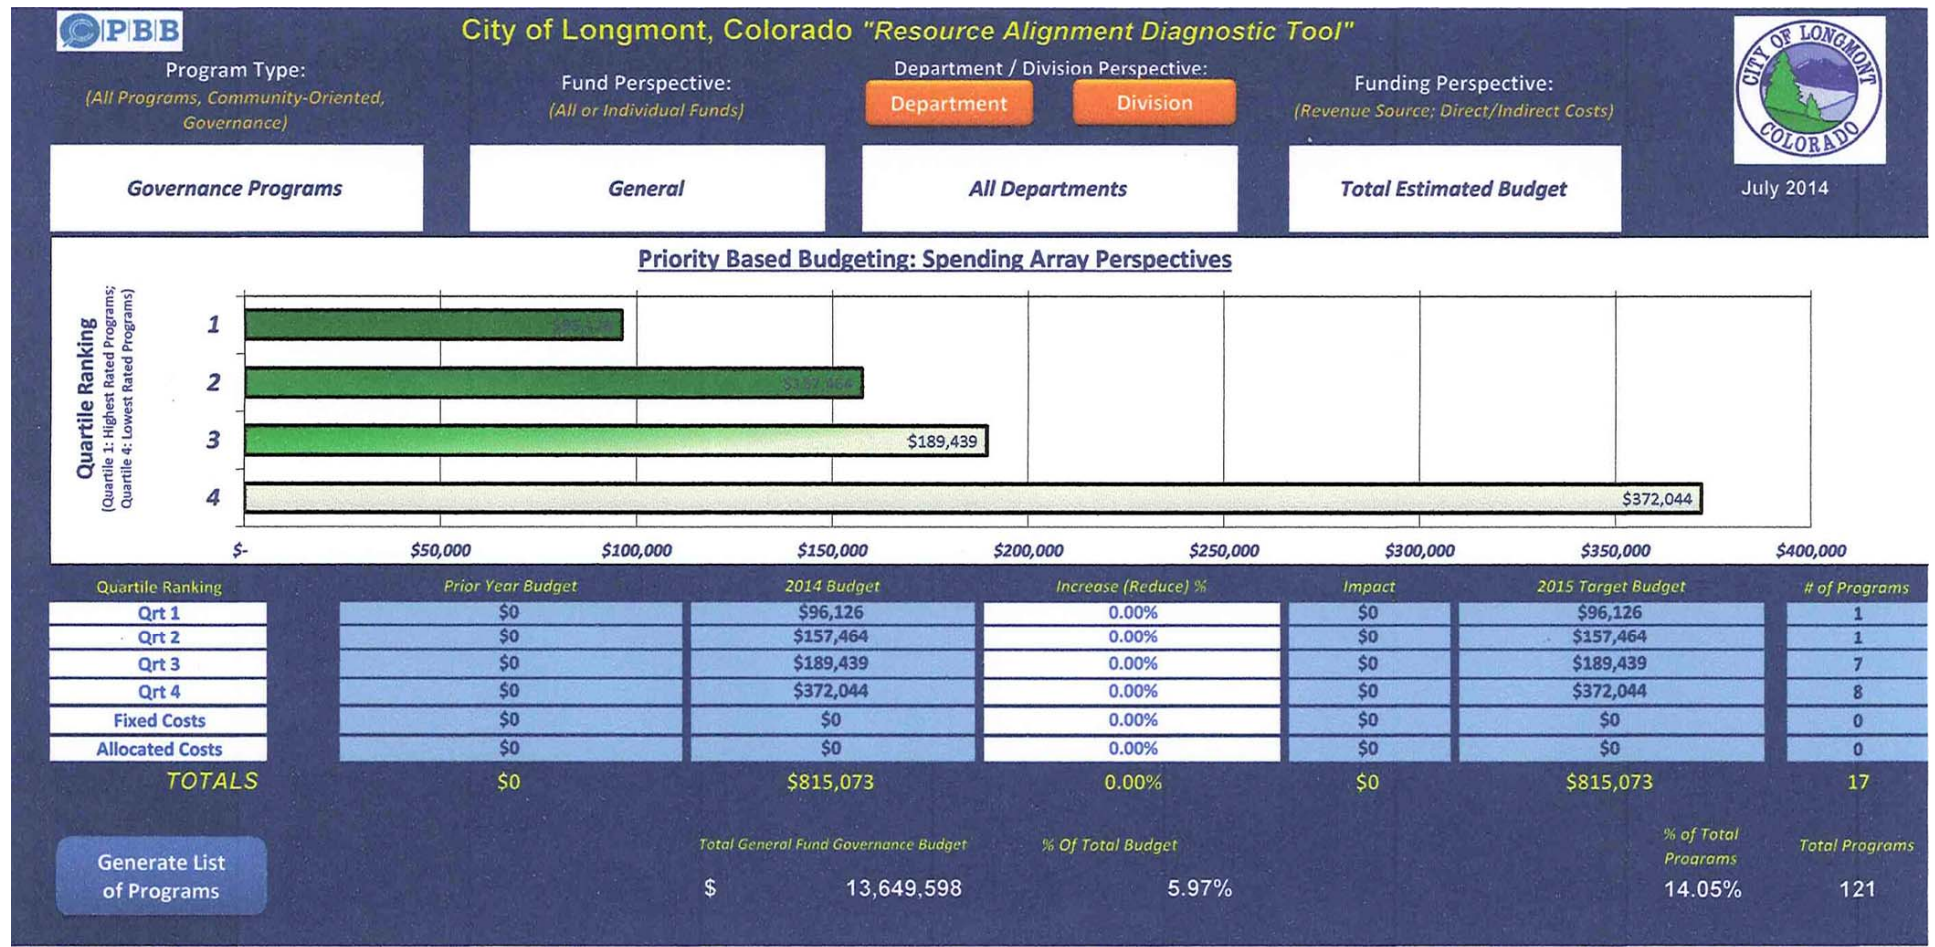 PBB
City of Longmont, Colorado "Resource Alignment Diagnostic Tool"
CITY OF LONGMONT
COLORADO
July 2014
Program Type:
(All Programs, Community-Oriented,
Governance)
Fund Perspective:
(All or Individual Funds)
Department / Division Perspective:
Department Division
Funding Perspective:
(Revenue Source; Direct/Indirect Costs)
Governance Programs General All Departments Total Estimated Budget
Priority Based Budgeting: Spending Array Perspectives
Quartile Ranking
(Quartile 1: Highest Rated Programs;
Quartile 4: Lowest Rated Programs)
1
2 $157,464
3 $189,439
4 $372,044
$- $50,000 $100,000 $150,000 $200,000 $250,000 $300,000 $350,000 $400,000
Quartile Ranking Prior Year Budget 2014 Budget Increase (Reduce) % Impact 2015 Target Budget # of Programs
Qrt 1 $0 $96,126 0.00% $0 $96,126 1
Qrt 2 $0 $157,464 0.00% $0 $157,464 1
Qrt 3 $0 $189,439 0.00% $0 $189,439 7
Qrt 4 $0 $372,044 0.00% $0 $372,044 8
Fixed Costs $0 $0 0.00% $0 $0 0
Allocated Costs $0 $0 0.00% $0 $0 0
TOTALS $0 $815,073 0.00% $0 $815,073 17
Generate List
of Programs
Total General Fund Governance Budget % Of Total Budget
$ 13,649,598 5.97%
% of Total
Programs
14.05%
Total Programs
121